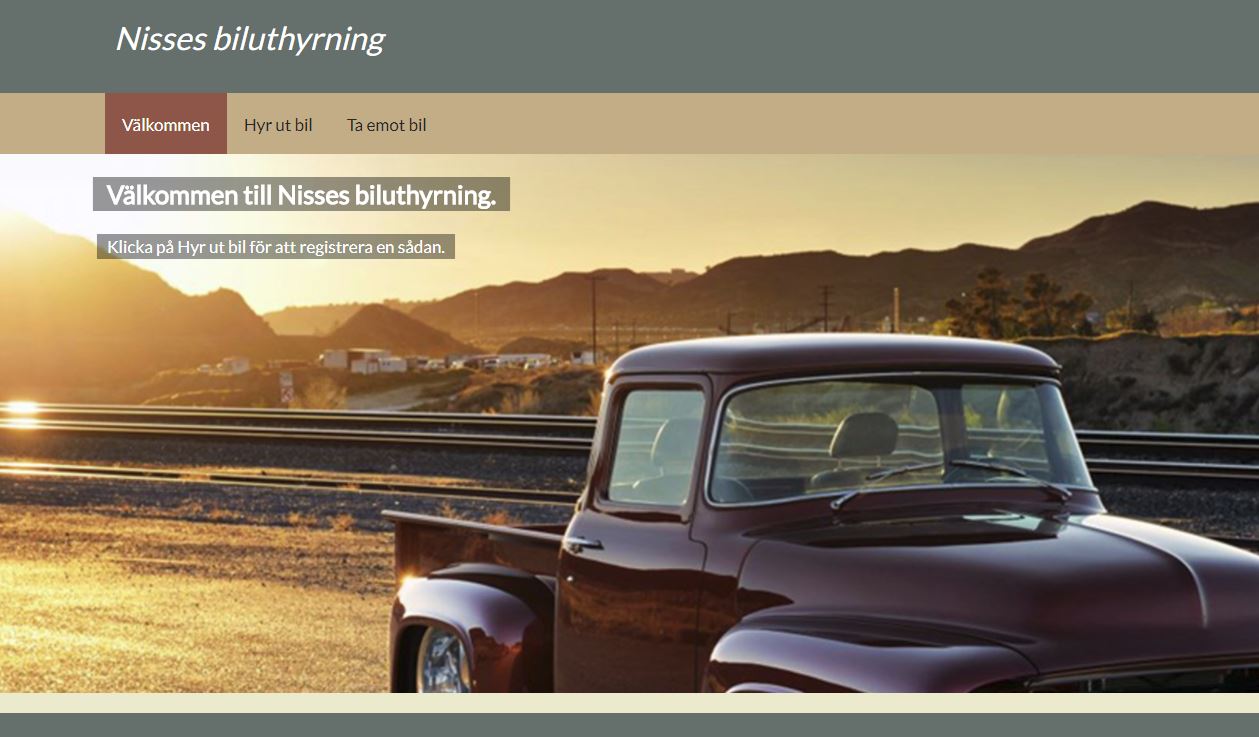 Nisses biluthyrning
Välkommen Hyr ut bil Ta emot bil
Välkommen till Nisses biluthyrning.
Klicka på Hyr ut bil för att registrera en sådan.